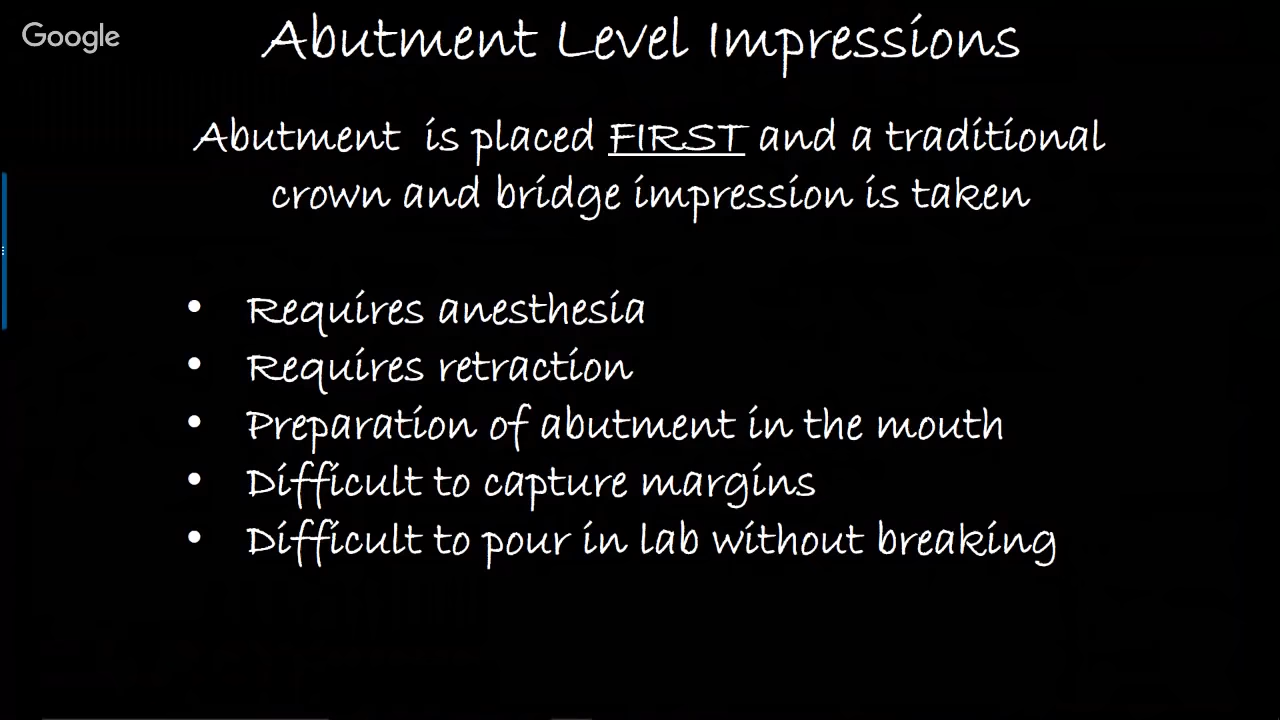 Google
Abutment Level Impressions
Abutment is placed FIRST and a traditional
crown and bridge impression is taken
• Requires anesthesia
• Requires retraction
• Preparation of abutment in the mouth
• Difficult to capture margins
• Difficult to pour in lab without breaking